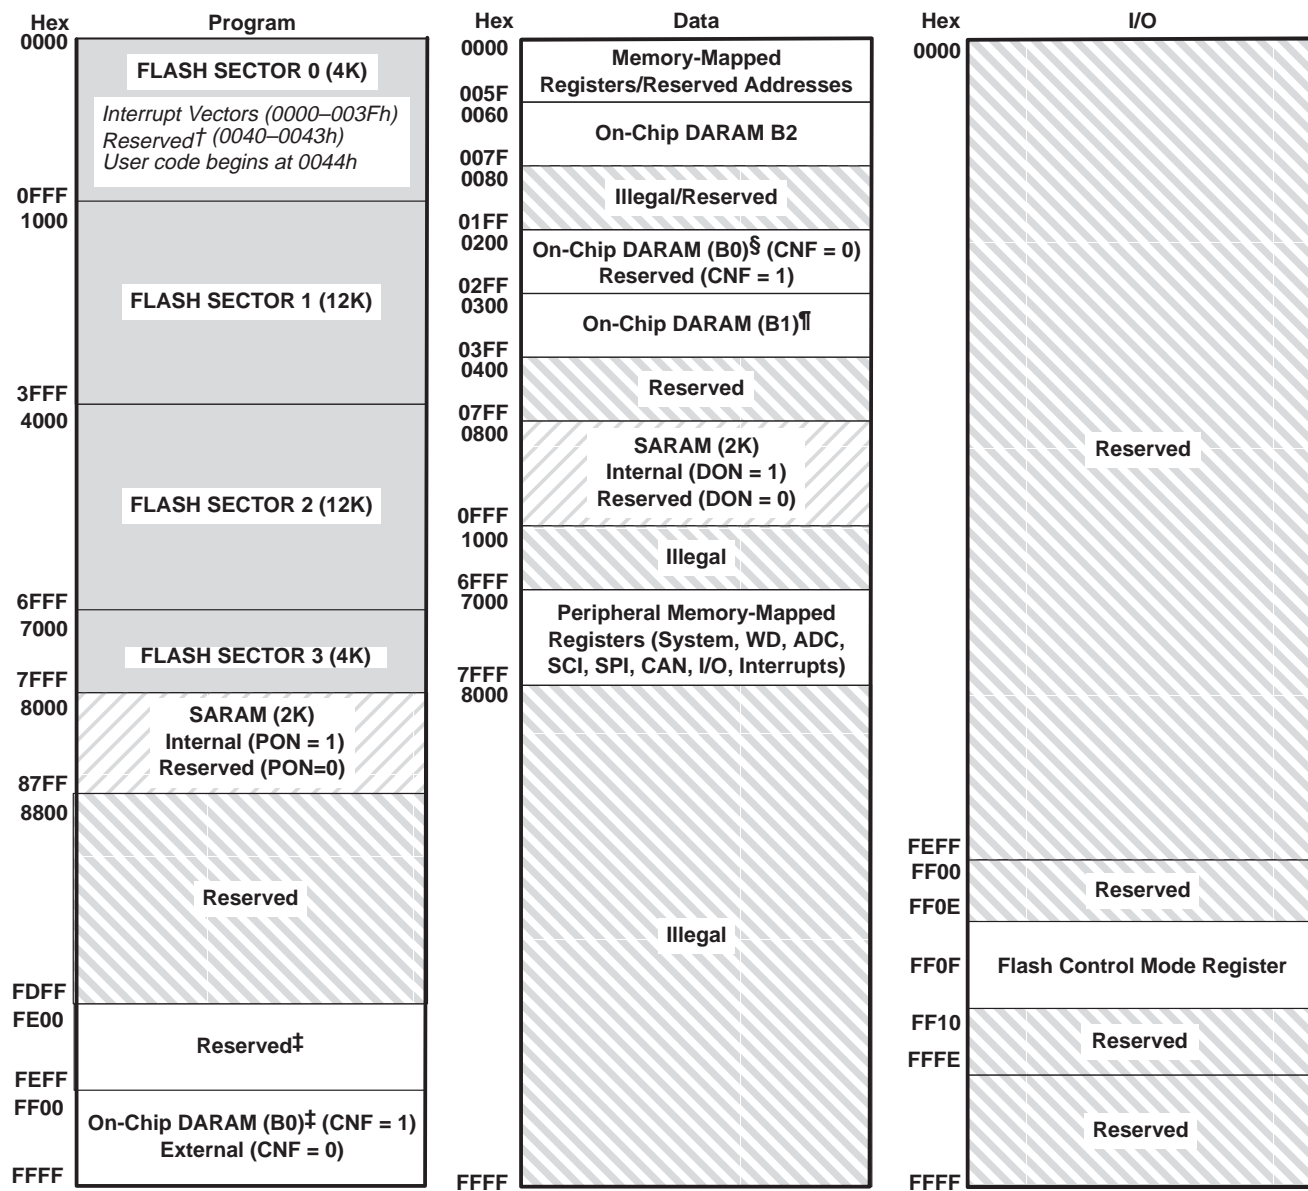 Hex
Program
0000
FLASH SECTOR 0 (4K)
Interrupt Vectors (0000–003Fh)
Reserved† (0040–0043h)
User code begins at 0044h
0FFF
1000
FLASH SECTOR 1 (12K)
3FFF
4000
FLASH SECTOR 2 (12K)
6FFF
7000
FLASH SECTOR 3 (4K)
7FFF
8000
SARAM (2K)
Internal (PON = 1)
Reserved (PON=0)
87FF
8800
Reserved
FDFF
FE00
Reserved‡
FEFF
FF00
On-Chip DARAM (B0)‡ (CNF = 1)
External (CNF = 0)
FFFF
Hex
Data
0000
Memory-Mapped
Registers/Reserved Addresses
005F
0060
On-Chip DARAM B2
007F
0080
Illegal/Reserved
01FF
0200
On-Chip DARAM (B0)§ (CNF = 0)
Reserved (CNF = 1)
02FF
0300
On-Chip DARAM (B1)¶
03FF
0400
Reserved
07FF
0800
SARAM (2K)
Internal (DON = 1)
Reserved (DON = 0)
0FFF
1000
Illegal
6FFF
7000
Peripheral Memory-Mapped
Registers (System, WD, ADC,
SCI, SPI, CAN, I/O, Interrupts)
7FFF
8000
Illegal
FFFF
Hex
I/O
0000
Reserved
FEFF
FF00
Reserved
FF0E
FF0F
Flash Control Mode Register
FF10
Reserved
FFFE
Reserved
FFFF